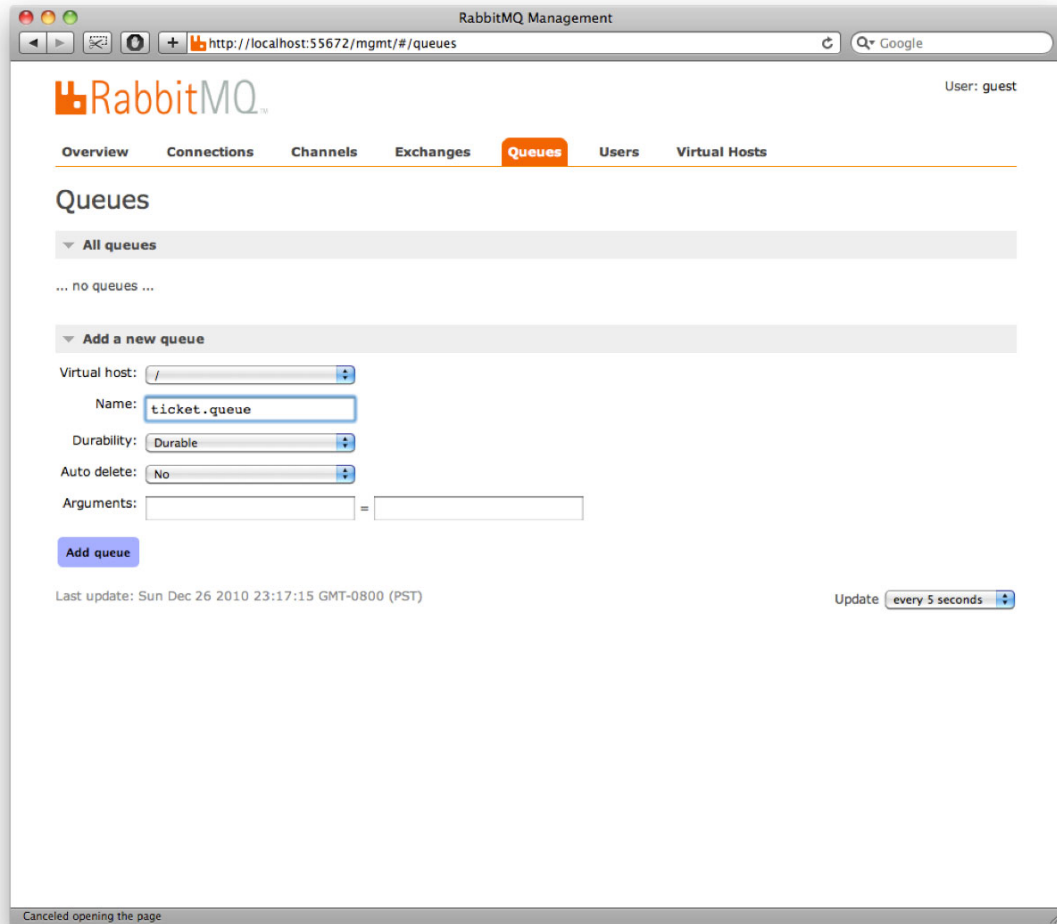 RabbitMQ Management
http://localhost:55672/mgmt/#/queues
Google
RabbitMQ
User: guest
Overview Connections Channels Exchanges Queues Users Virtual Hosts
Queues
All queues
... no queues ...
Add a new queue
Virtual host: /
Name: ticket.queue
Durability: Durable
Auto delete: No
Arguments: =
Add queue
Last update: Sun Dec 26 2010 23:17:15 GMT-0800 (PST)
Update every 5 seconds
Canceled opening the page